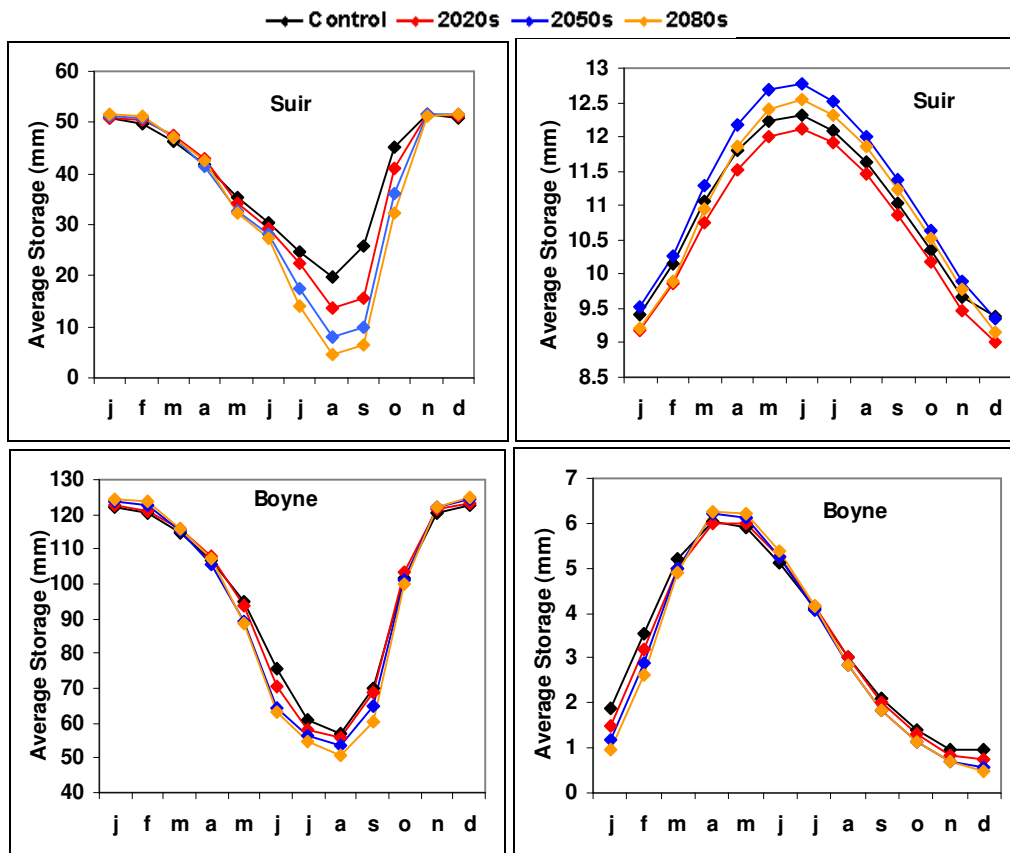 Control 2020s 2050s 2080s
Suir
Average Storage (mm)
60
50
40
30
20
10
0
j f m a m j j a s o n d
Suir
Average Storage (mm)
13
12.5
12
11.5
11
10.5
10
9.5
9
8.5
j f m a m j j a s o n d
Boyne
Average Storage (mm)
130
120
110
100
90
80
70
60
50
40
j f m a m j j a s o n d
Boyne
Average Storage (mm)
7
6
5
4
3
2
1
0
j f m a m j j a s o n d